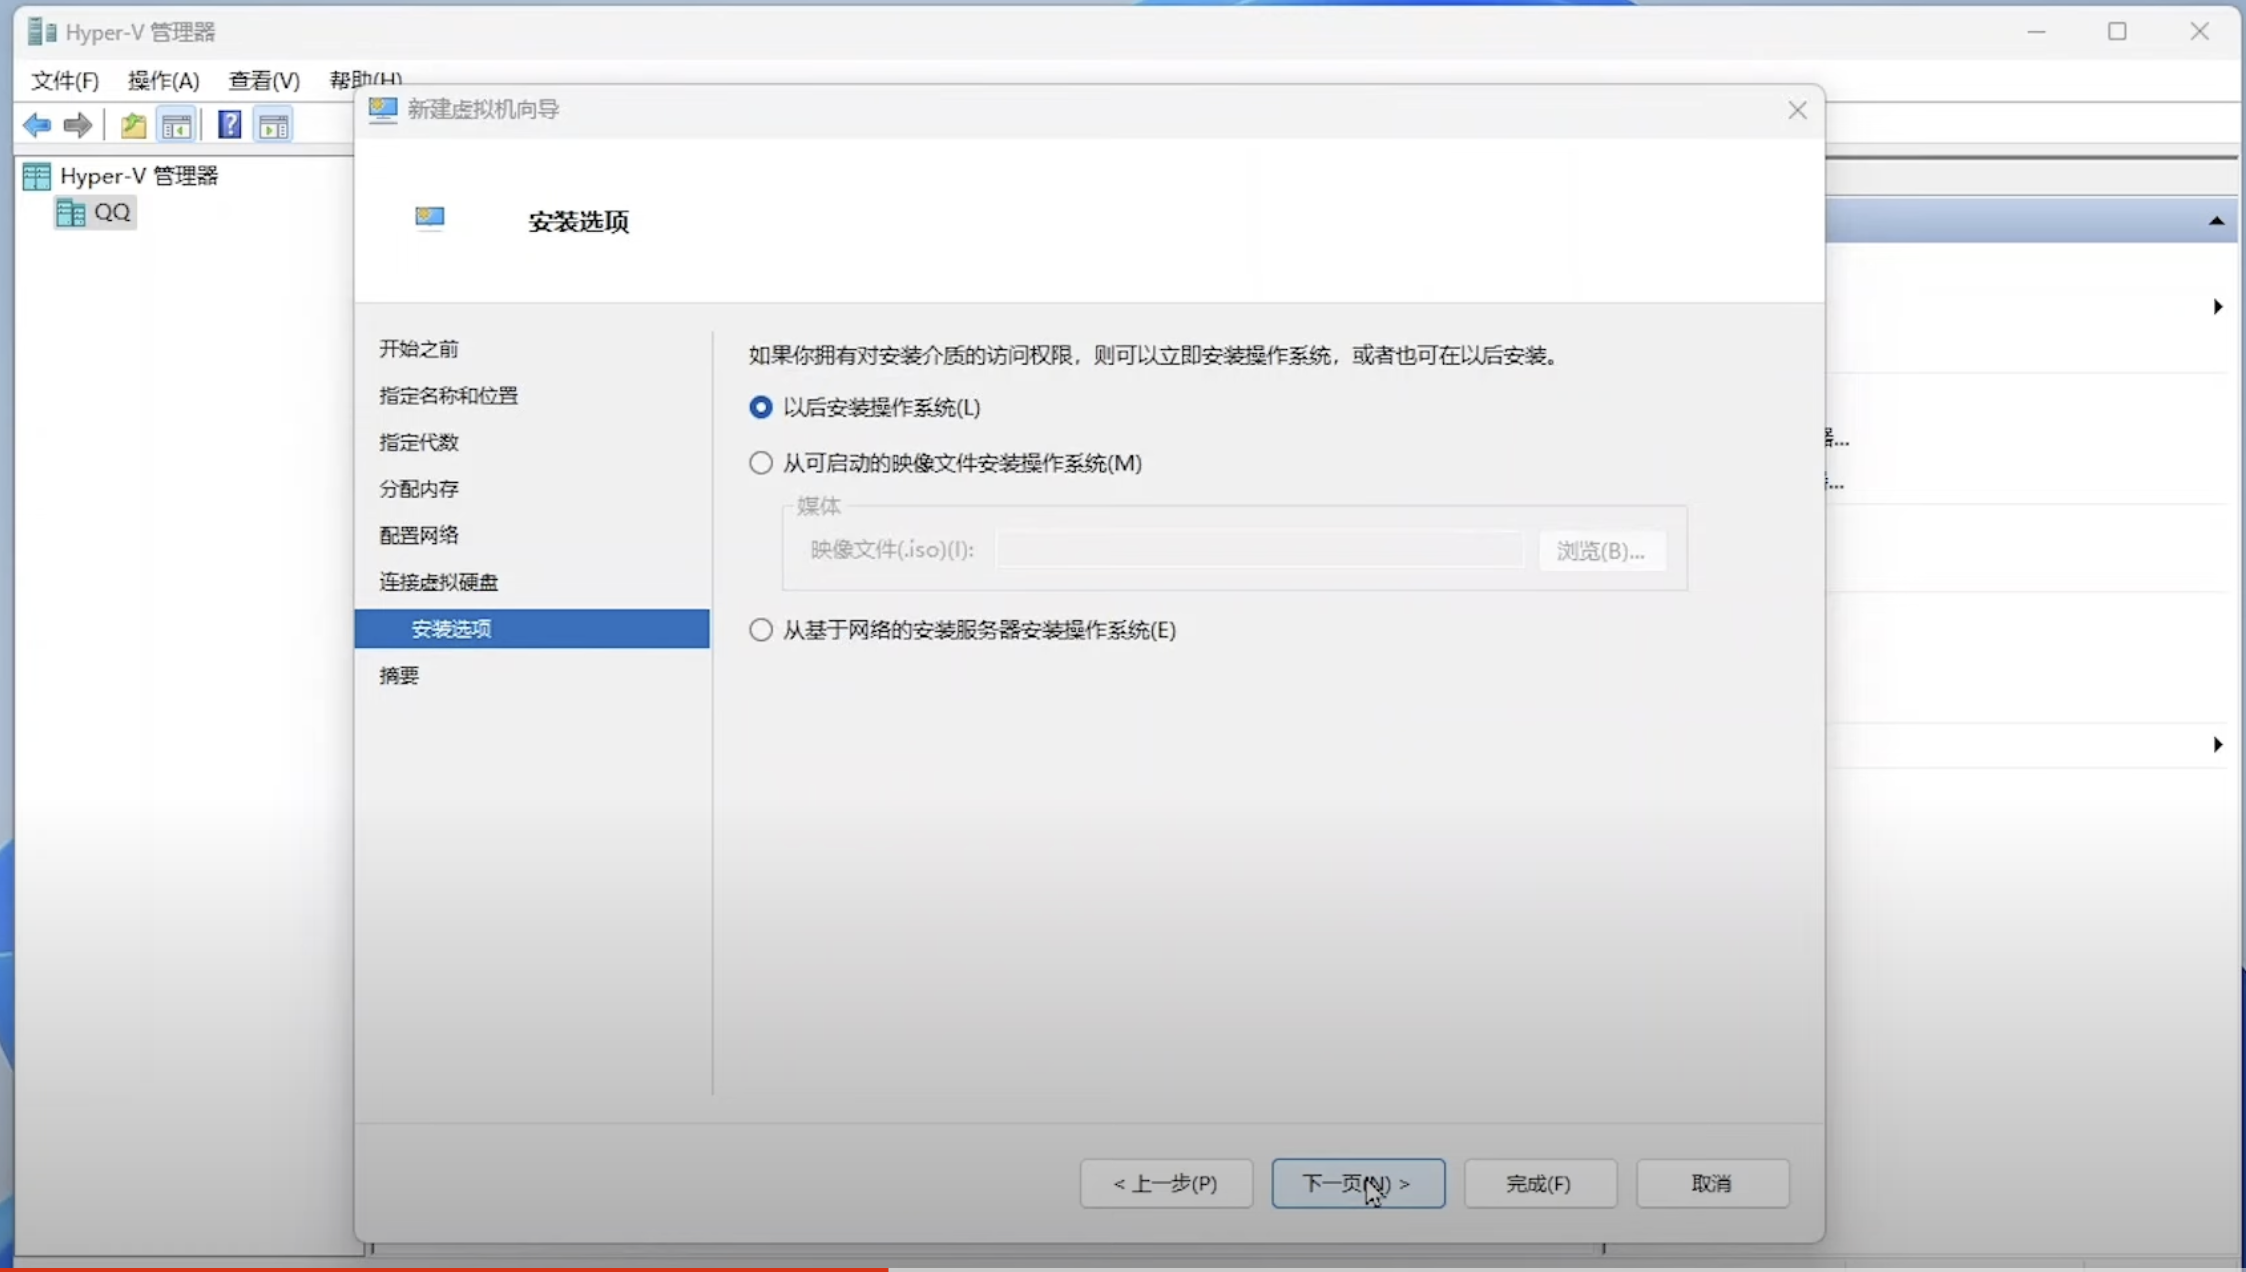 Hyper-V 管理器
文件(F) 操作(A) 查看(V) 帮助(H)
新建虚拟机向导
Hyper-V 管理器
QQ
安装选项
开始之前
指定名称和位置
指定代数
分配内存
配置网络
连接虚拟硬盘
安装选项
摘要
如果你拥有对安装介质的访问权限，则可以立即安装操作系统，或者也可在以后安装。
以后安装操作系统(L)
从可启动的映像文件安装操作系统(M)
媒体
映像文件(.iso)(I):
浏览(B)...
从基于网络的安装服务器安装操作系统(E)
...
...
< 上一步(P)
下一页(N) >
完成(F)
取消